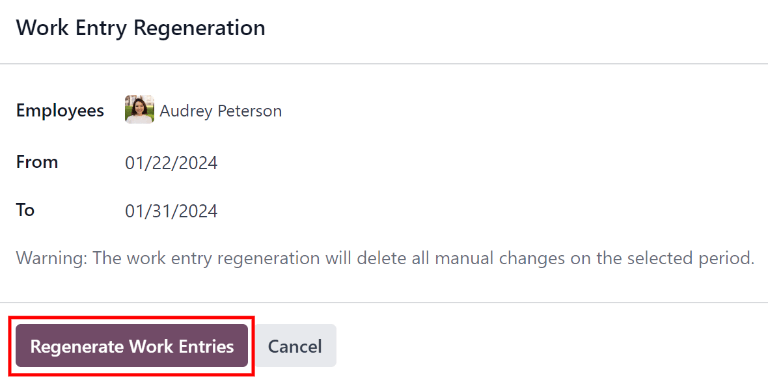 Work Entry Regeneration
Employees Audrey Peterson
From 01/22/2024
To 01/31/2024
Warning: The work entry regeneration will delete all manual changes on the selected period.
Regenerate Work Entries Cancel